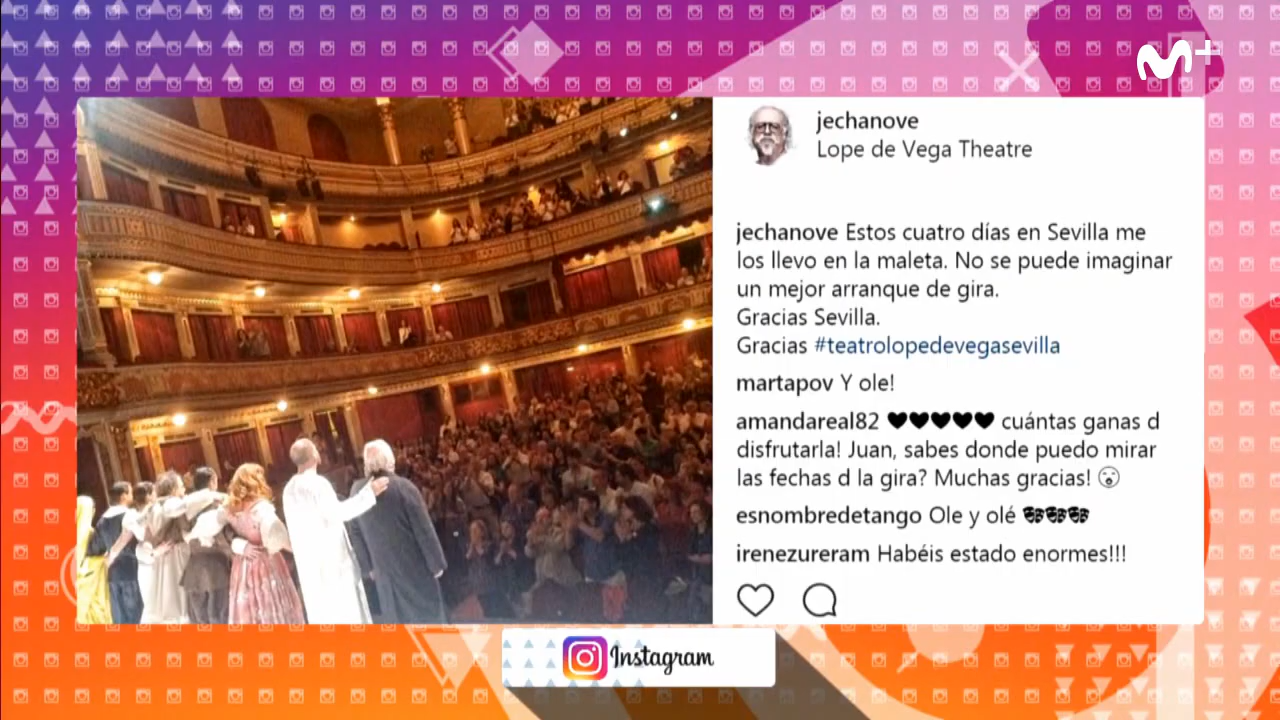 M+
jechanove
Lope de Vega Theatre
jechanove Estos cuatro días en Sevilla me
los llevo en la maleta. No se puede imaginar
un mejor arranque de gira.
Gracias Sevilla.
Gracias #teatrolopedevegasevilla
martapov Y ole!
amandareal82 ♥♥♥♥♥ cuántas ganas d
disfrutarla! Juan, sabes donde puedo mirar
las fechas d la gira? Muchas gracias! 😮
esnombredetango Ole y olé 🎭🎭🎭
irenezureram Habéis estado enormes!!!
Instagram